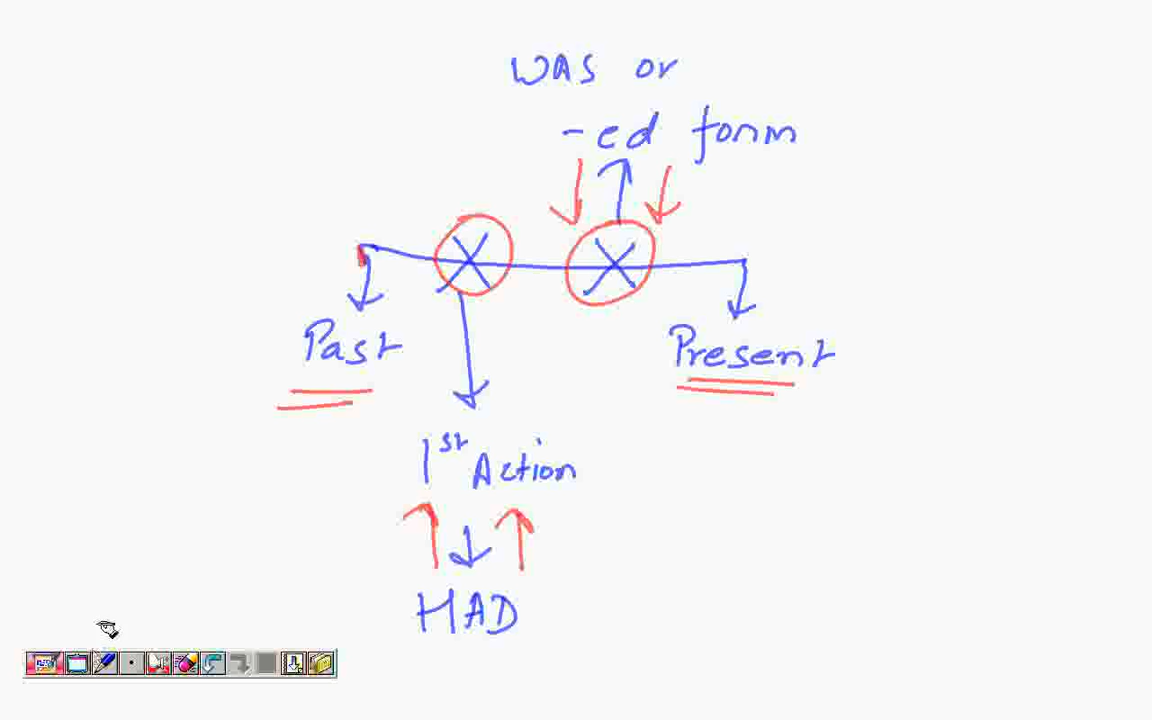 WAS or
-ed form
Past
Present
1st Action
HAD